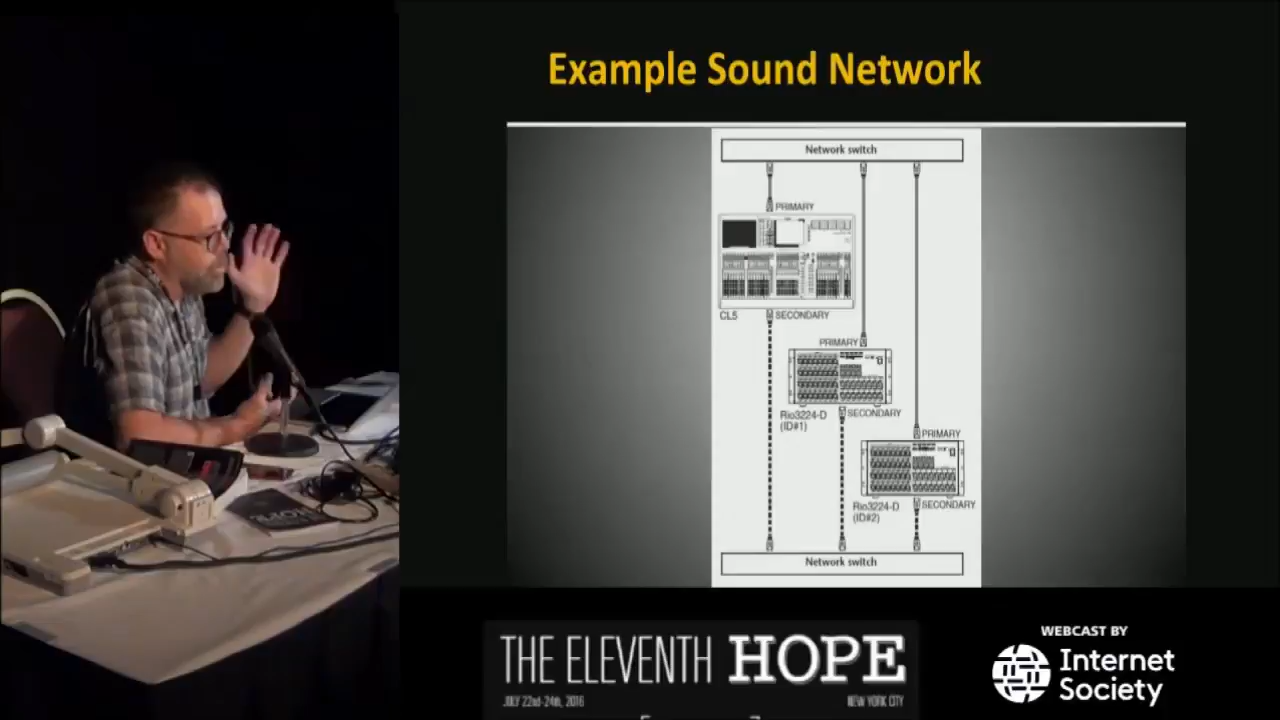 Example Sound Network
Network switch
PRIMARY
CL5
SECONDARY
PRIMARY
Rio3224-D
(ID#1)
SECONDARY
PRIMARY
Rio3224-D
(ID#2)
SECONDARY
Network switch
THE ELEVENTH HOPE
JULY 22nd-24th, 2016
NEW YORK CITY
WEBCAST BY
Internet
Society